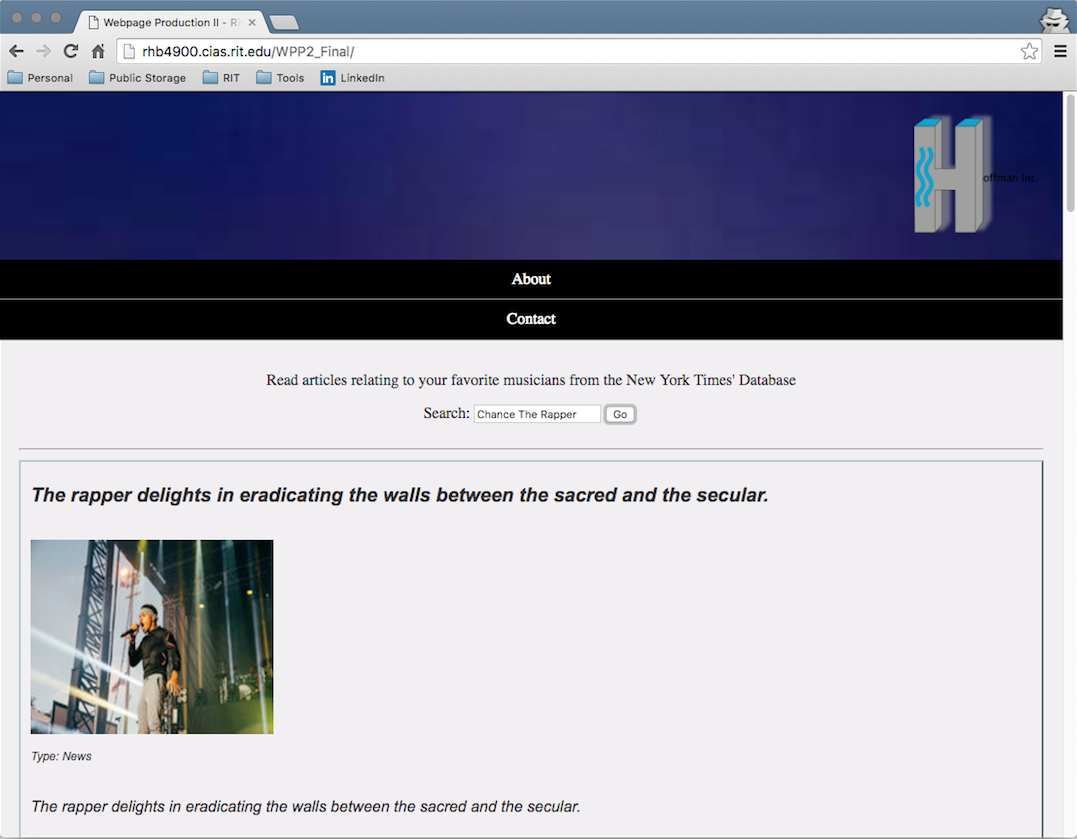 Webpage Production II - R
rhb4900.cias.rit.edu/WPP2_Final/
Personal Public Storage RIT Tools in LinkedIn
H
offman Inc.
About
Contact
Read articles relating to your favorite musicians from the New York Times' Database
Search: Chance The Rapper Go
The rapper delights in eradicating the walls between the sacred and the secular.
Type: News
The rapper delights in eradicating the walls between the sacred and the secular.